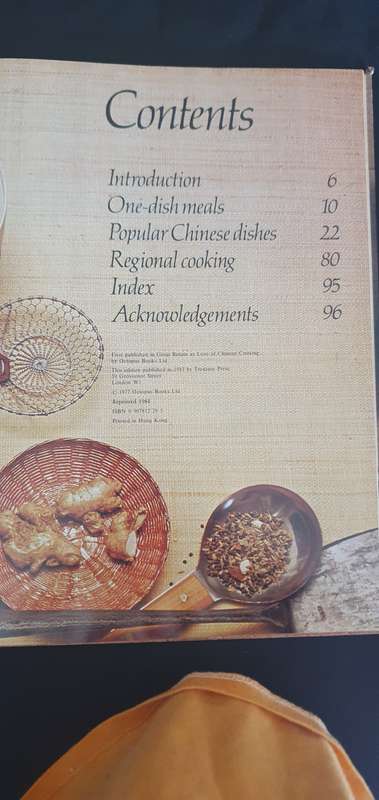 Contents
Introduction 6
One-dish meals 10
Popular Chinese dishes 22
Regional cooking 80
Index 95
Acknowledgements 96
First published in Great Britain as Love of Chinese Cooking
by Octopus Books Ltd
This edition published in by Treasure Press
59 Grosvenor Street
London W1
© 1977 Octopus Books Ltd
Reprinted 1984
ISBN 0 907812
Printed in Hong Kong